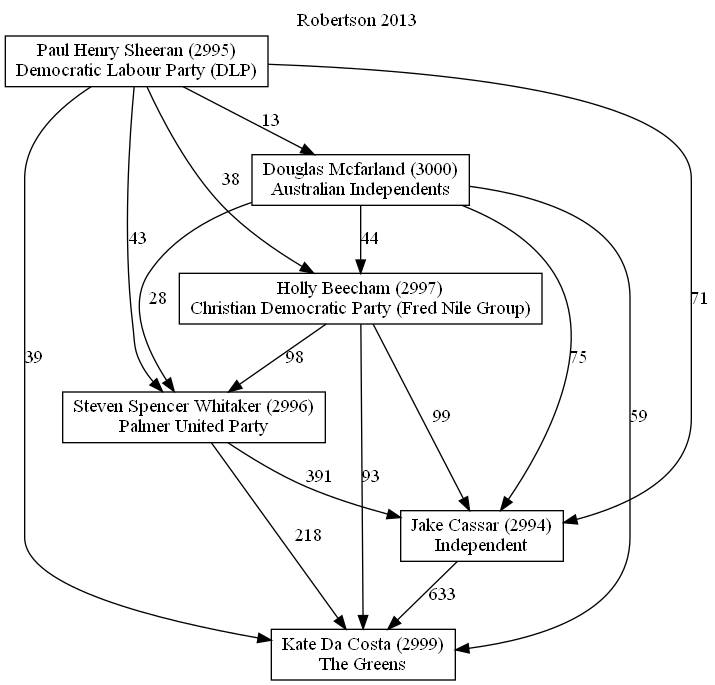 Robertson 2013
Paul Henry Sheeran (2995)
Democratic Labour Party (DLP)
13
Douglas Mcfarland (3000)
Australian Independents
38
43
44
28
Holly Beecham (2997)
Christian Democratic Party (Fred Nile Group)
71
39
98
75
Steven Spencer Whitaker (2996)
Palmer United Party
99
59
391
93
218
Jake Cassar (2994)
Independent
633
Kate Da Costa (2999)
The Greens